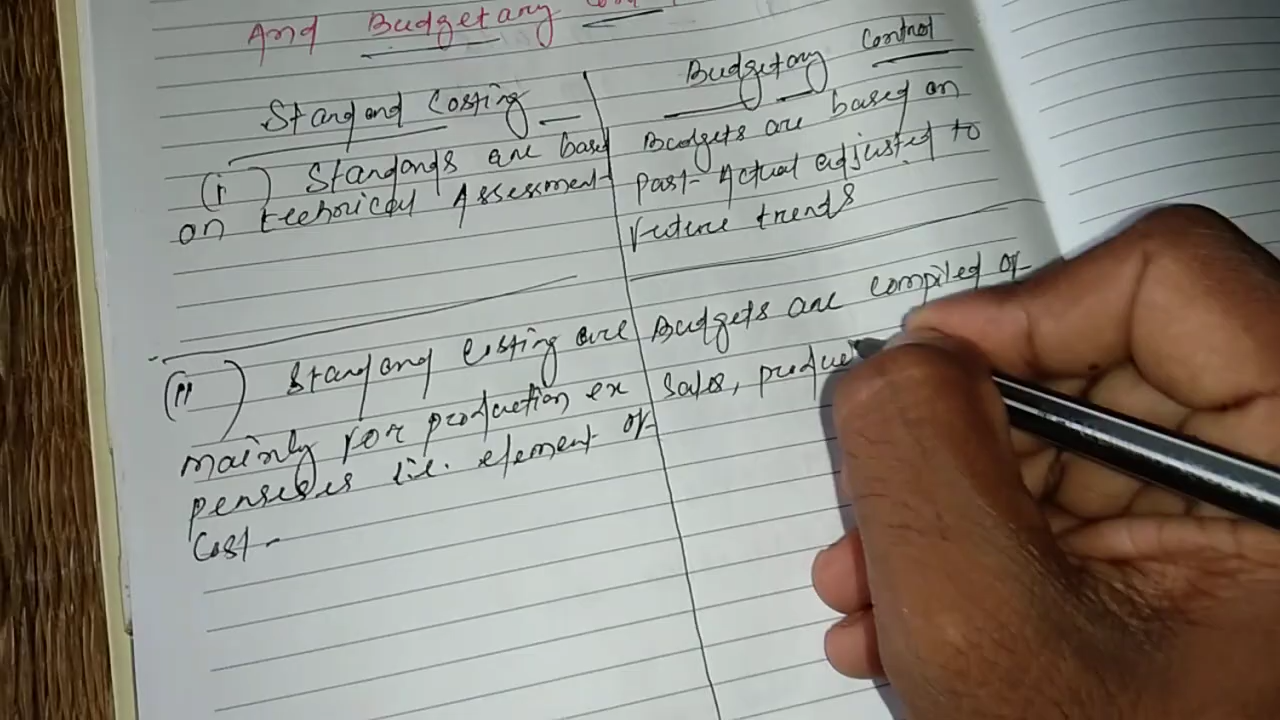 And Budgetary
Standard Costing
Budgetary Control
(i) Standards are based
on technical Assessment
Budgets are based on
past Actual adjusted to
Future trends
(ii) Standard costing are
mainly for production ex
penseses i.e. element of
Cost -
Budgets are compiled of
Sales, produc